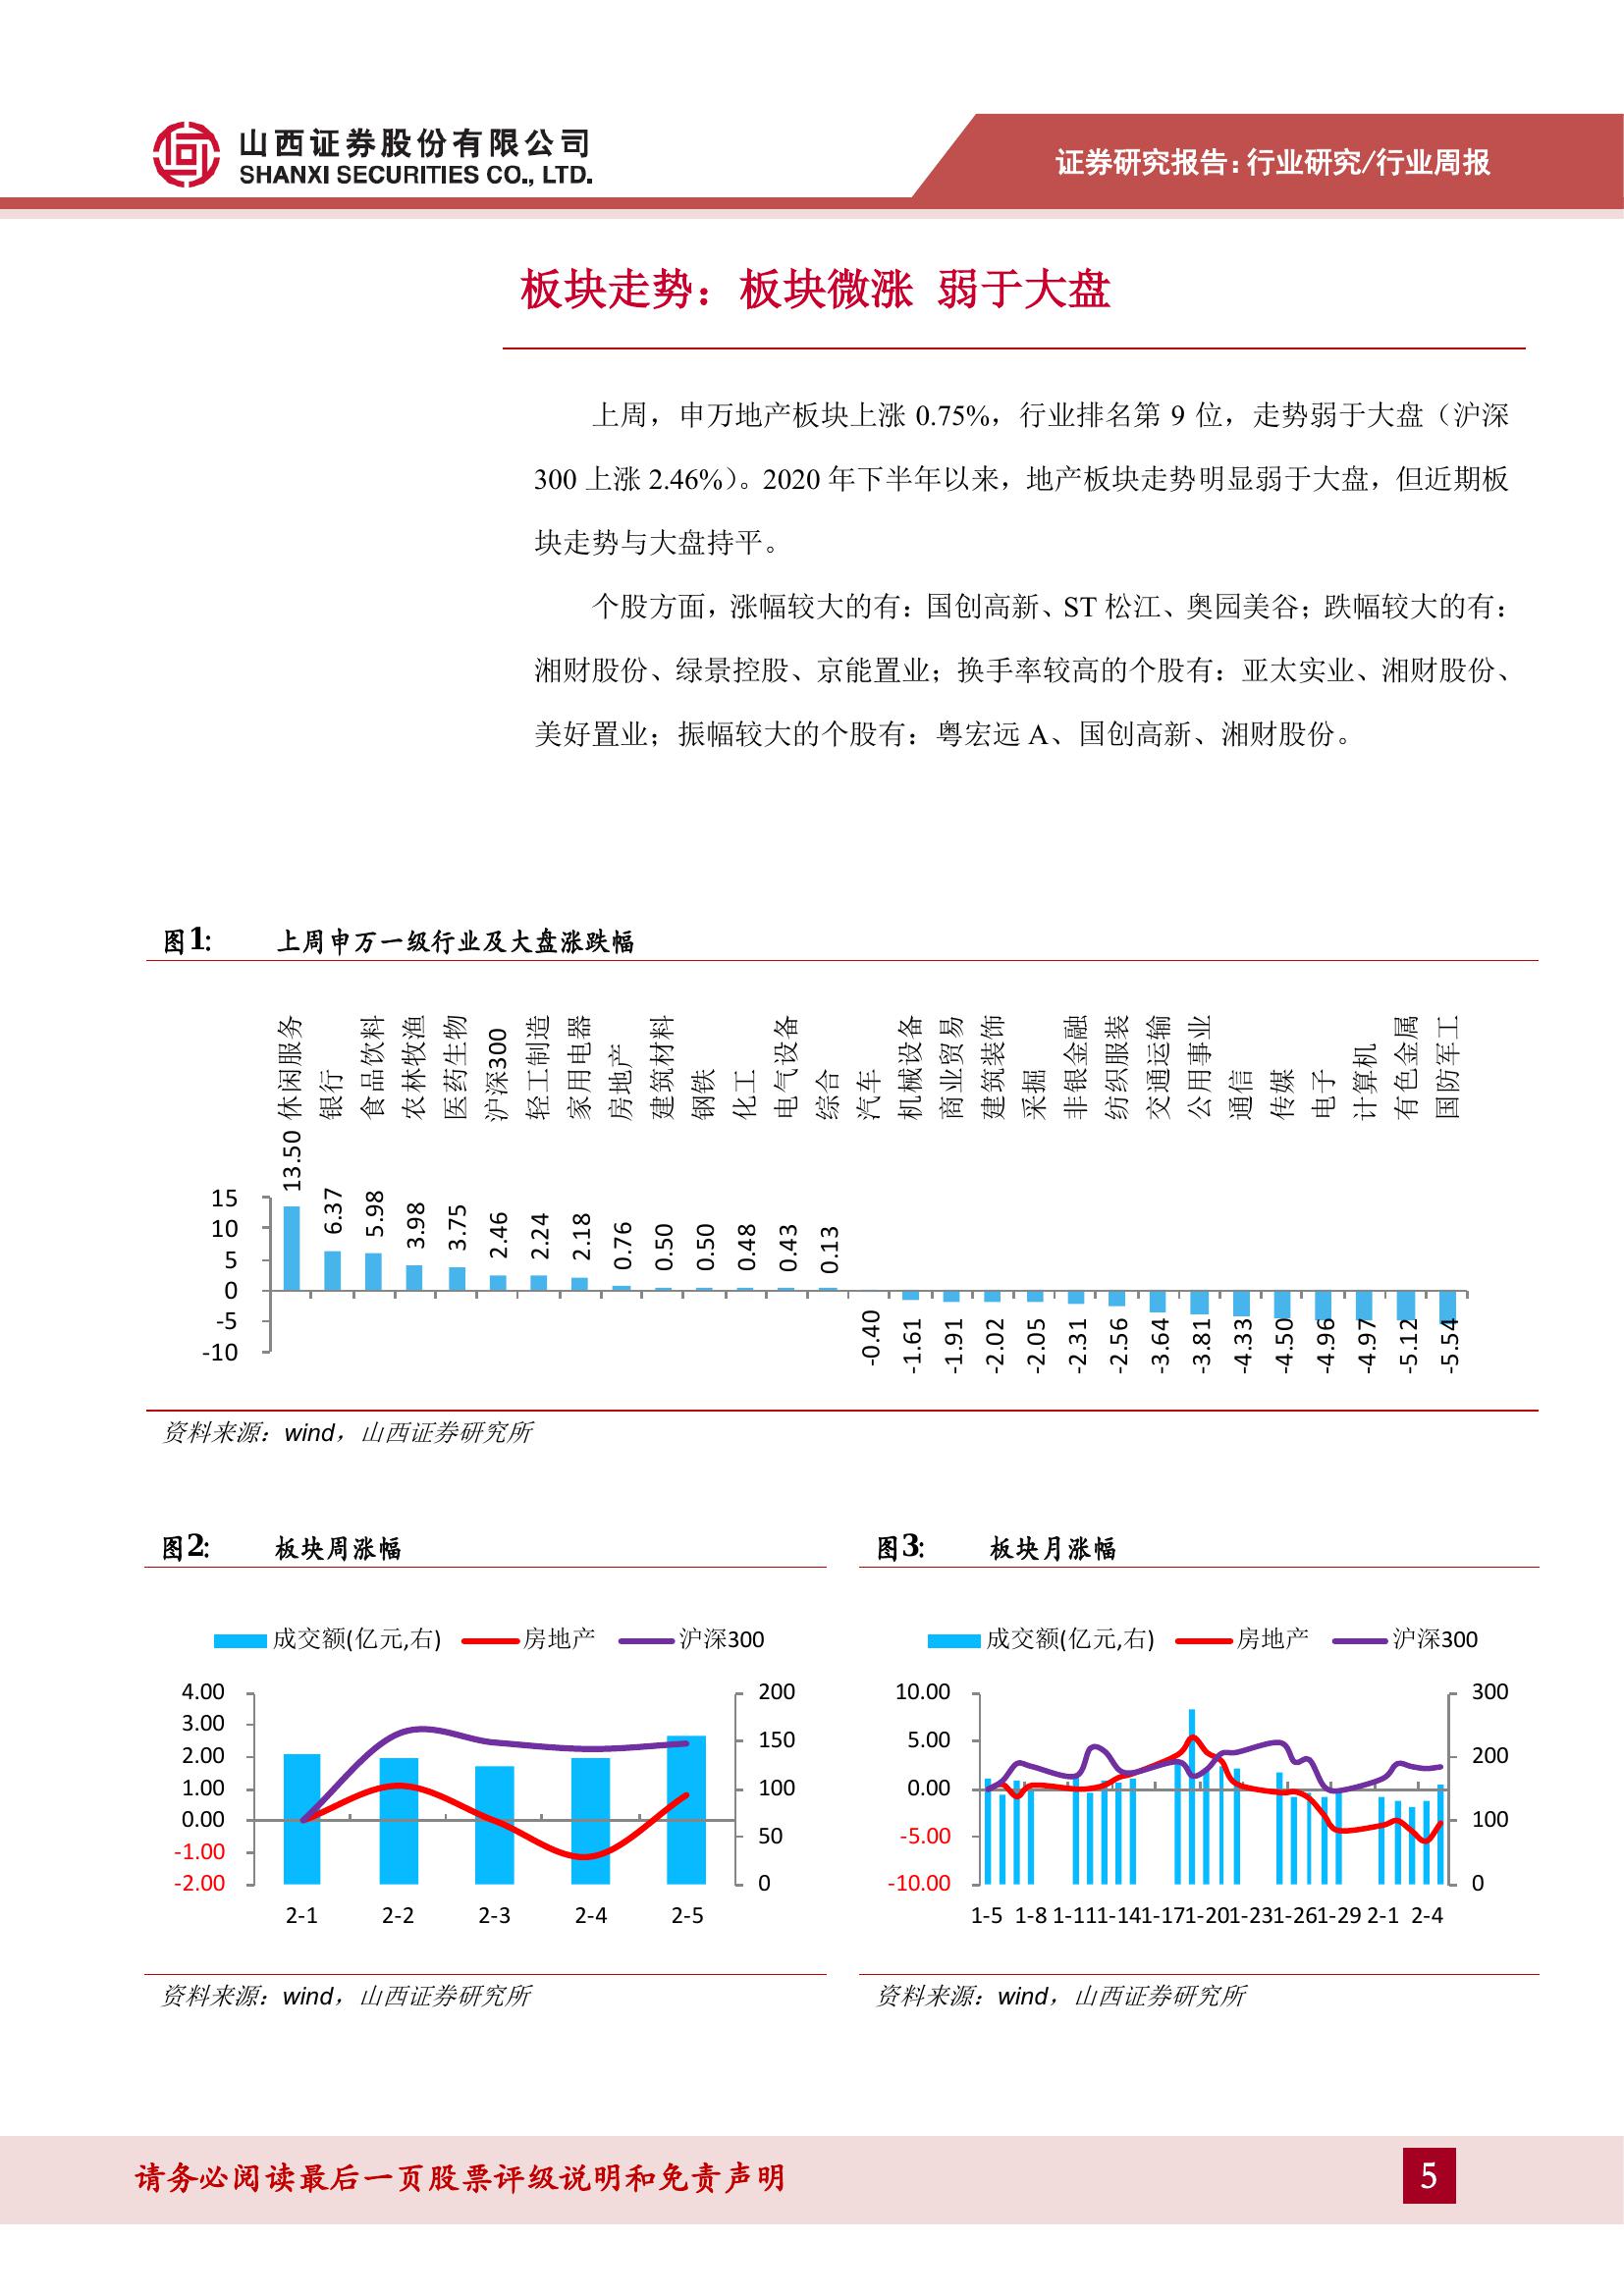 山西证券股份有限公司
SHANXI SECURITIES CO., LTD.
证券研究报告:行业研究/行业周报
板块走势：板块微涨 弱于大盘
上周，申万地产板块上涨 0.75%，行业排名第 9 位，走势弱于大盘（沪深
300 上涨 2.46%）。2020 年下半年以来，地产板块走势明显弱于大盘，但近期板
块走势与大盘持平。
个股方面，涨幅较大的有：国创高新、ST 松江、奥园美谷；跌幅较大的有：
湘财股份、绿景控股、京能置业；换手率较高的个股有：亚太实业、湘财股份、
美好置业；振幅较大的个股有：粤宏远 A、国创高新、湘财股份。
图1: 上周申万一级行业及大盘涨跌幅
休闲服务 银行 食品饮料 农林牧渔 医药生物 沪深300 轻工制造 家用电器 房地产 建筑材料 钢铁 化工 电气设备 综合 汽车 机械设备 商业贸易 建筑装饰 采掘 非银金融 纺织服装 交通运输 公用事业 通信 传媒 电子 计算机 有色金属 国防军工
13.50 6.37 5.98 3.98 3.75 2.46 2.24 2.18 0.76 0.50 0.50 0.48 0.43 0.13
15
10
5
0
-5
-10
-0.40 -1.61 -1.91 -2.02 -2.05 -2.31 -2.56 -3.64 -3.81 -4.33 -4.50 -4.96 -4.97 -5.12 -5.54
资料来源：wind，山西证券研究所
图2: 板块周涨幅
成交额(亿元,右) 房地产 沪深300
4.00
3.00
2.00
1.00
0.00
-1.00
-2.00
200
150
100
50
0
2-1 2-2 2-3 2-4 2-5
资料来源：wind，山西证券研究所
图3: 板块月涨幅
成交额(亿元,右) 房地产 沪深300
10.00
5.00
0.00
-5.00
-10.00
300
200
100
0
1-5 1-8 1-11 1-14 1-17 1-20 1-23 1-26 1-29 2-1 2-4
资料来源：wind，山西证券研究所
请务必阅读最后一页股票评级说明和免责声明
5